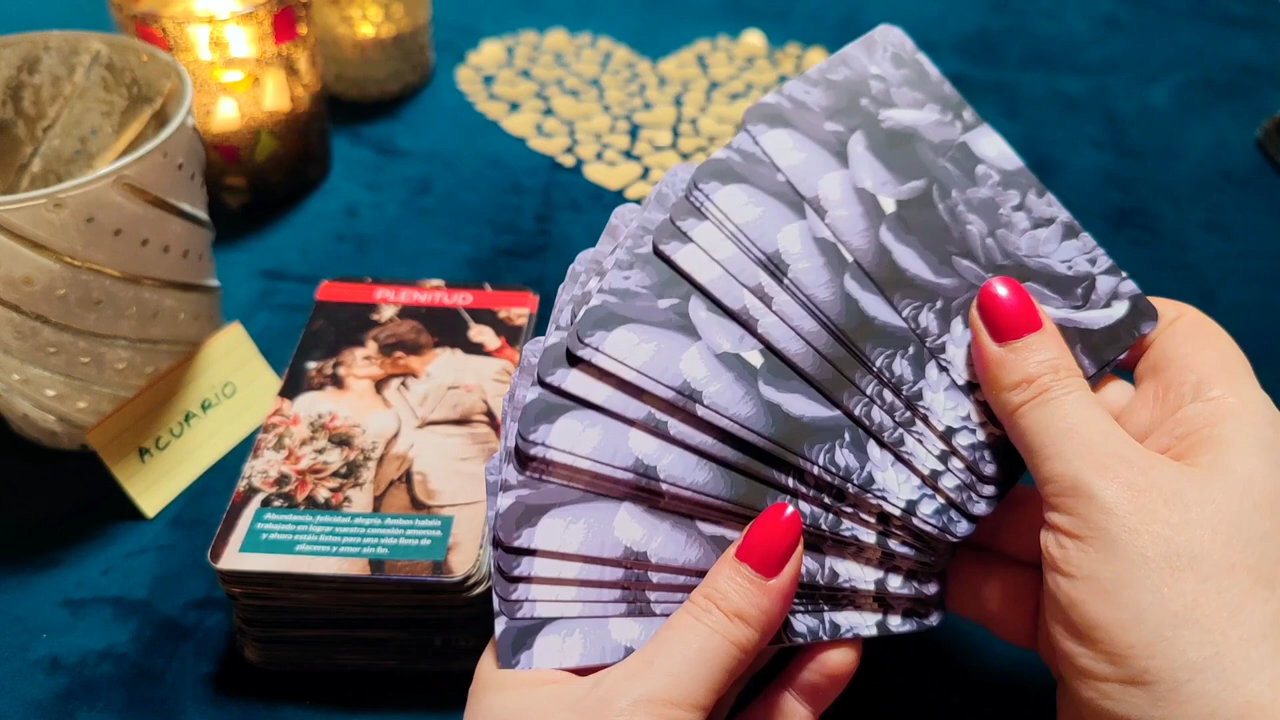 PLENITUD
ACUARIO
Abundancia, felicidad, alegría. Ambos habéis
trabajado en lograr vuestra conexión amorosa,
y ahora estáis listos para una vida llena de
placeres y amor sin fin.